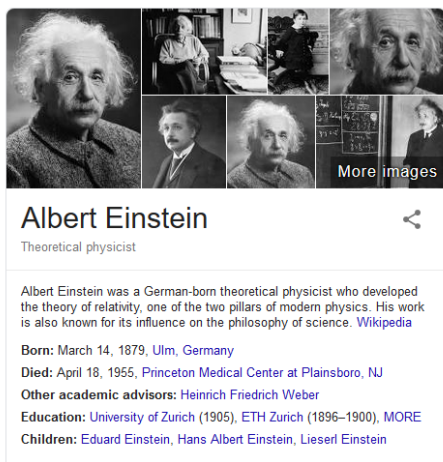 More images
Albert Einstein
Theoretical physicist
Albert Einstein was a German-born theoretical physicist who developed
the theory of relativity, one of the two pillars of modern physics. His work
is also known for its influence on the philosophy of science. Wikipedia
Born: March 14, 1879, Ulm, Germany
Died: April 18, 1955, Princeton Medical Center at Plainsboro, NJ
Other academic advisors: Heinrich Friedrich Weber
Education: University of Zurich (1905), ETH Zurich (1896–1900), MORE
Children: Eduard Einstein, Hans Albert Einstein, Lieserl Einstein